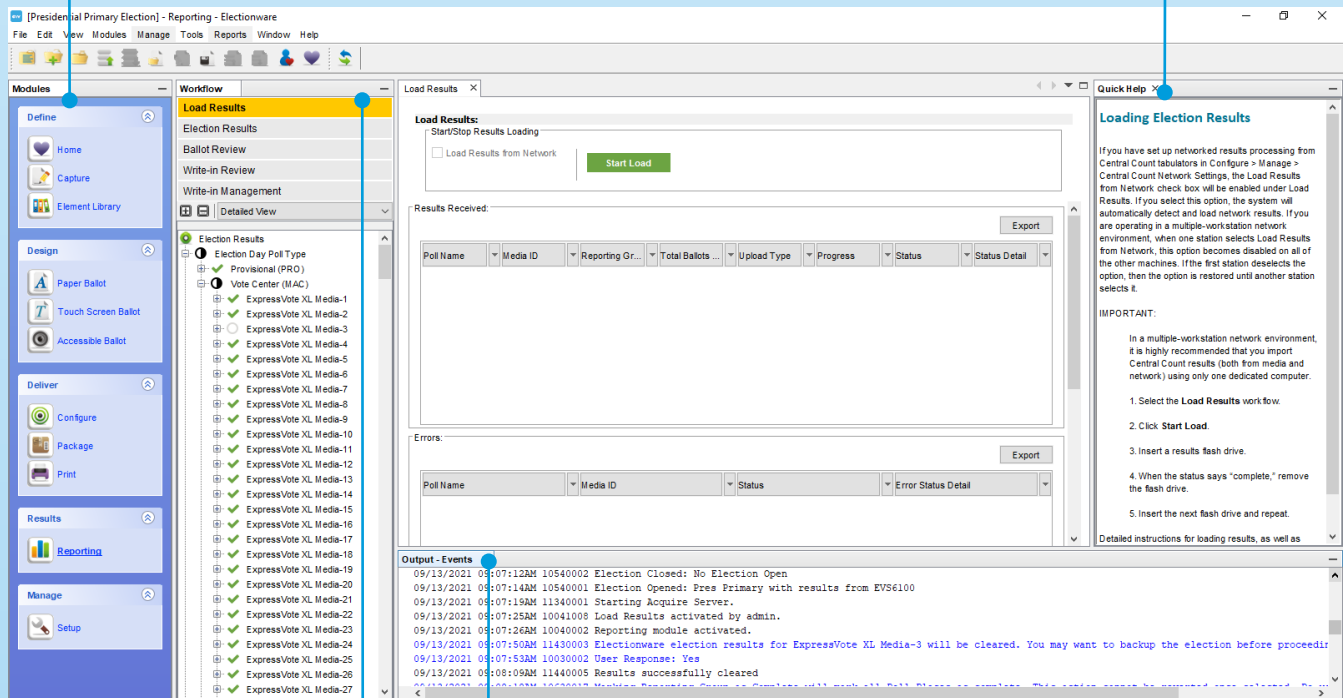 [Presidential Primary Election] - Reporting - Electionware
File Edit View Modules Manage Tools Reports Window Help
Modules
Define
Home
Capture
Element Library
Design
Paper Ballot
Touch Screen Ballot
Accessible Ballot
Deliver
Configure
Package
Print
Results
Reporting
Manage
Setup
Workflow
Load Results
Election Results
Ballot Review
Write-in Review
Write-in Management
Detailed View
Election Results
Election Day Poll Type
Provisional (PRO)
Vote Center (MAC)
ExpressVote XL Media-1
ExpressVote XL Media-2
ExpressVote XL Media-3
ExpressVote XL Media-4
ExpressVote XL Media-5
ExpressVote XL Media-6
ExpressVote XL Media-7
ExpressVote XL Media-8
ExpressVote XL Media-9
ExpressVote XL Media-10
ExpressVote XL Media-11
ExpressVote XL Media-12
ExpressVote XL Media-13
ExpressVote XL Media-14
ExpressVote XL Media-15
ExpressVote XL Media-16
ExpressVote XL Media-17
ExpressVote XL Media-18
ExpressVote XL Media-19
ExpressVote XL Media-20
ExpressVote XL Media-21
ExpressVote XL Media-22
ExpressVote XL Media-23
ExpressVote XL Media-24
ExpressVote XL Media-25
ExpressVote XL Media-26
ExpressVote XL Media-27
Load Results
Load Results:
Start/Stop Results Loading
Load Results from Network
Start Load
Results Received:
Export
Poll Name Media ID Reporting Gr... Total Ballots ... Upload Type Progress Status Status Detail
Errors:
Export
Poll Name Media ID Status Error Status Detail
Quick Help
Loading Election Results
If you have set up networked results processing from
Central Count tabulators in Configure > Manage >
Central Count Network Settings, the Load Results
from Network check box will be enabled under Load
Results. If you select this option, the system will
automatically detect and load network results. If you
are operating in a multiple-workstation network
environment, when one station selects Load Results
from Network, this option becomes disabled on all of
the other machines. If the first station deselects the
option, then the option is restored until another station
selects it.
IMPORTANT:
In a multiple-workstation network environment,
it is highly recommended that you import
Central Count results (both from media and
network) using only one dedicated computer.
1. Select the Load Results workflow.
2. Click Start Load.
3. Insert a results flash drive.
4. When the status says "complete," remove
the flash drive.
5. Insert the next flash drive and repeat.
Detailed instructions for loading results, as well as
Output - Events
09/13/2021 09:07:12AM 10540002 Election Closed: No Election Open
09/13/2021 09:07:14AM 10540001 Election Opened: Pres Primary with results from EVS6100
09/13/2021 09:07:19AM 11340001 Starting Acquire Server.
09/13/2021 09:07:25AM 10041008 Load Results activated by admin.
09/13/2021 09:07:26AM 10040002 Reporting module activated.
09/13/2021 09:07:50AM 11430003 Electionware election results for ExpressVote XL Media-3 will be cleared. You may want to backup the election before
09/13/2021 09:07:53AM 10030002 User Response: Yes
09/13/2021 09:08:09AM 11440005 Results successfully cleared